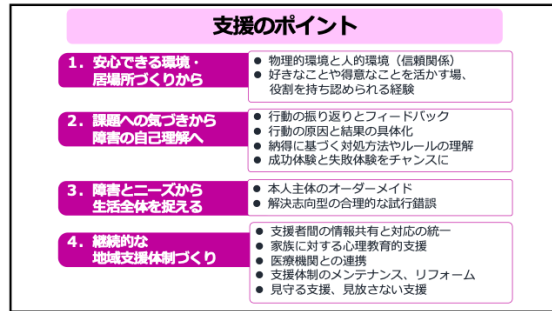 支援のポイント
1．安心できる環境・
居場所づくりから
● 物理的環境と人的環境（信頼関係）
● 好きなことや得意なことを活かす場、
役割を持ち認められる経験
2．課題への気づきから
障害の自己理解へ
● 行動の振り返りとフィードバック
● 行動の原因と結果の具体化
● 納得に基づく対処方法やルールの理解
● 成功体験と失敗体験をチャンスに
3．障害とニーズから
生活全体を捉える
● 本人主体のオーダーメイド
● 解決志向型の合理的な試行錯誤
4．継続的な
地域支援体制づくり
● 支援者間の情報共有と対応の統一
● 家族に対する心理教育的支援
● 医療機関との連携
● 支援体制のメンテナンス、リフォーム
● 見守る支援、見放さない支援